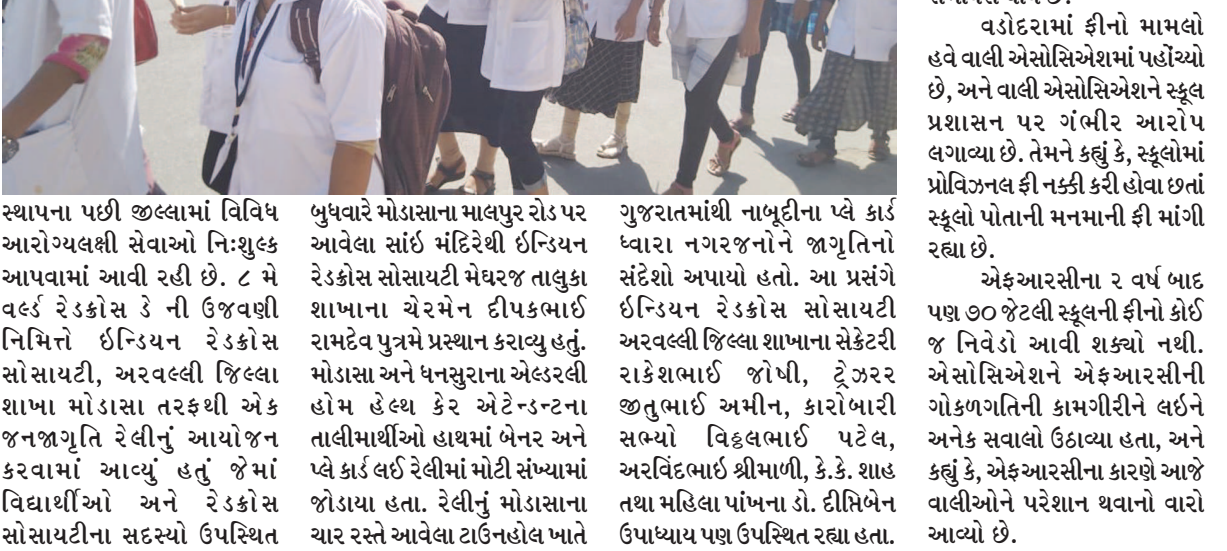 સ્થાપના પછી જીલ્લામાં વિવિધ
આરોગ્યલક્ષી સેવાઓ નિઃશુલ્ક
આપવામાં આવી રહી છે. ૮ મે
વર્લ્ડ રેડક્રોસ ડે ની ઉજવણી
નિમિત્તે ઇન્ડિયન રેડક્રોસ
સોસાયટી, અરવલ્લી જિલ્લા
શાખા મોડાસા તરફથી એક
જનજાગૃતિ રેલીનું આયોજન
કરવામાં આવ્યું હતું જેમાં
વિદ્યાર્થીઓ અને રેડક્રોસ
સોસાયટીના સદસ્યો ઉપસ્થિત
બુધવારે મોડાસાના માલપુર રોડ પર
આવેલા સાંઇ મંદિરેથી ઇન્ડિયન
રેડક્રોસ સોસાયટી મેઘરજ તાલુકા
શાખાના ચેરમેન દીપકભાઈ
રામદેવ પુત્રમે પ્રસ્થાન કરાવ્યુ હતું.
મોડાસા અને ધનસુરાના એલ્ડરલી
હોમ હેલ્થ કેર એટેન્ડન્ટના
તાલીમાર્થીઓ હાથમાં બેનર અને
પ્લે કાર્ડ લઈ રેલીમાં મોટી સંખ્યામાં
જોડાયા હતા. રેલીનું મોડાસાના
ચાર રસ્તે આવેલા ટાઉનહોલ ખાતે
ગુજરાતમાંથી નાબૂદીના પ્લે કાર્ડ
ધ્વારા નગરજનોને જાગૃતિનો
સંદેશો અપાયો હતો. આ પ્રસંગે
ઇન્ડિયન રેડક્રોસ સોસાયટી
અરવલ્લી જિલ્લા શાખાના સેક્રેટરી
રાકેશભાઈ જોષી, ટ્રેઝરર
જીતુભાઈ અમીન, કારોબારી
સભ્યો વિઠ્ઠલભાઈ પટેલ,
અરવિંદભાઇ શ્રીમાળી, કે.કે. શાહ
તથા મહિલા પાંખના ડો. દીપ્તિબેન
ઉપાધ્યાય પણ ઉપસ્થિત રહ્યા હતા.
વડોદરામાં ફીનો મામલો
હવે વાલી એસોસિએશમાં પહોંચ્યો
છે, અને વાલી એસોસિએશને સ્કૂલ
પ્રશાસન પર ગંભીર આરોપ
લગાવ્યા છે. તેમને કહ્યું કે, સ્કૂલોમાં
પ્રોવિઝનલ ફી નક્કી કરી હોવા છતાં
સ્કૂલો પોતાની મનમાની ફી માંગી
રહ્યા છે.
એફઆરસીના ૨ વર્ષ બાદ
પણ ૭૦ જેટલી સ્કૂલની ફીનો કોઈ
જ નિવેડો આવી શક્યો નથી.
એસોસિએશને એફઆરસીની
ગોકળગતિની કામગીરીને લઇને
અનેક સવાલો ઉઠાવ્યા હતા, અને
કહ્યું કે, એફઆરસીના કારણે આજે
વાલીઓને પરેશાન થવાનો વારો
આવ્યો છે.